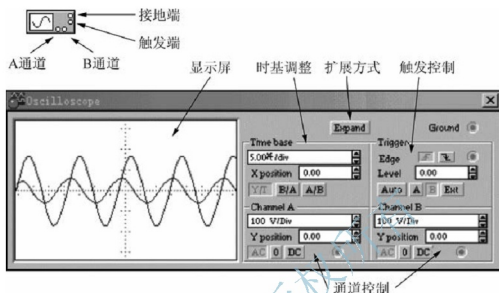 接地端
触发端
A通道 B通道
显示屏 时基调整 扩展方式 触发控制
Oscilloscope
Expand Ground
Time base Trigger
Edge
X position 0.00 Level 0.00
Y/T B/A A/B Auto A B Ext
Channel A Channel B
100 V/Div 100 V/Div
Y position 0.00 Y position 0.00
AC 0 DC AC 0 DC
通道控制